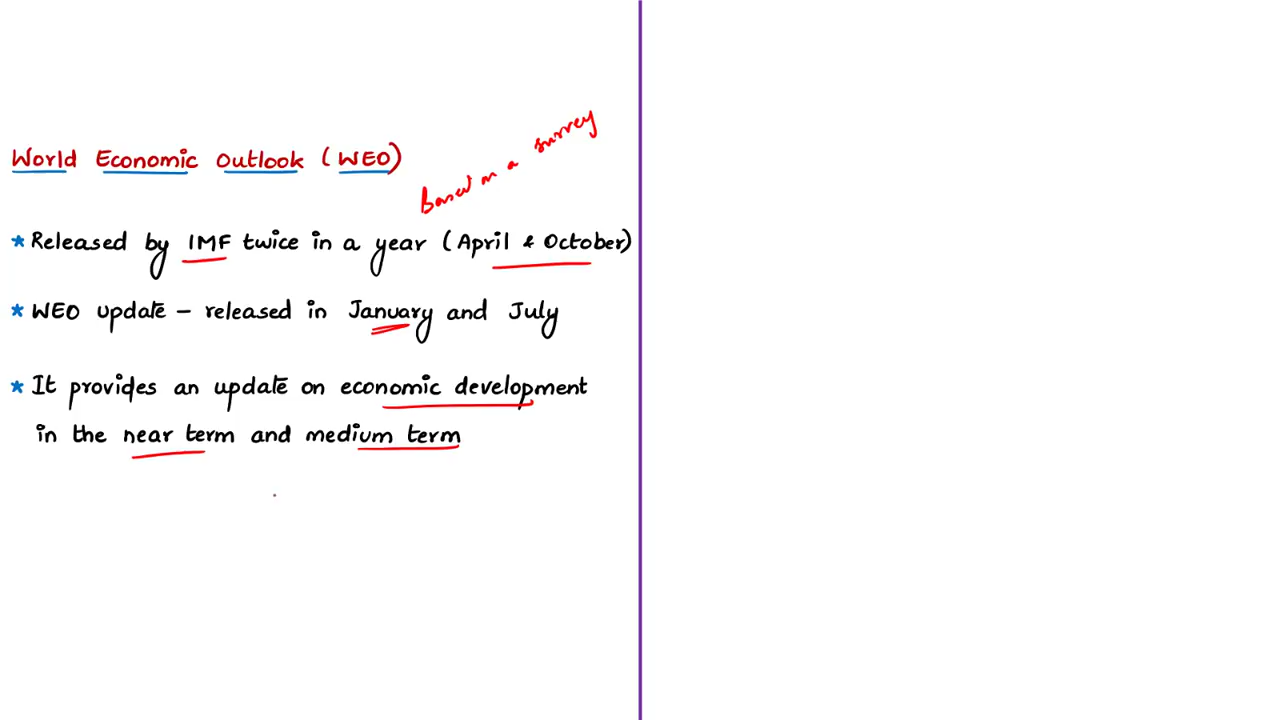 based on a survey
World Economic Outlook (WEO)
* Released by IMF twice in a year (April & October)
* WEO update – released in January and July
* It provides an update on economic development
in the near term and medium term